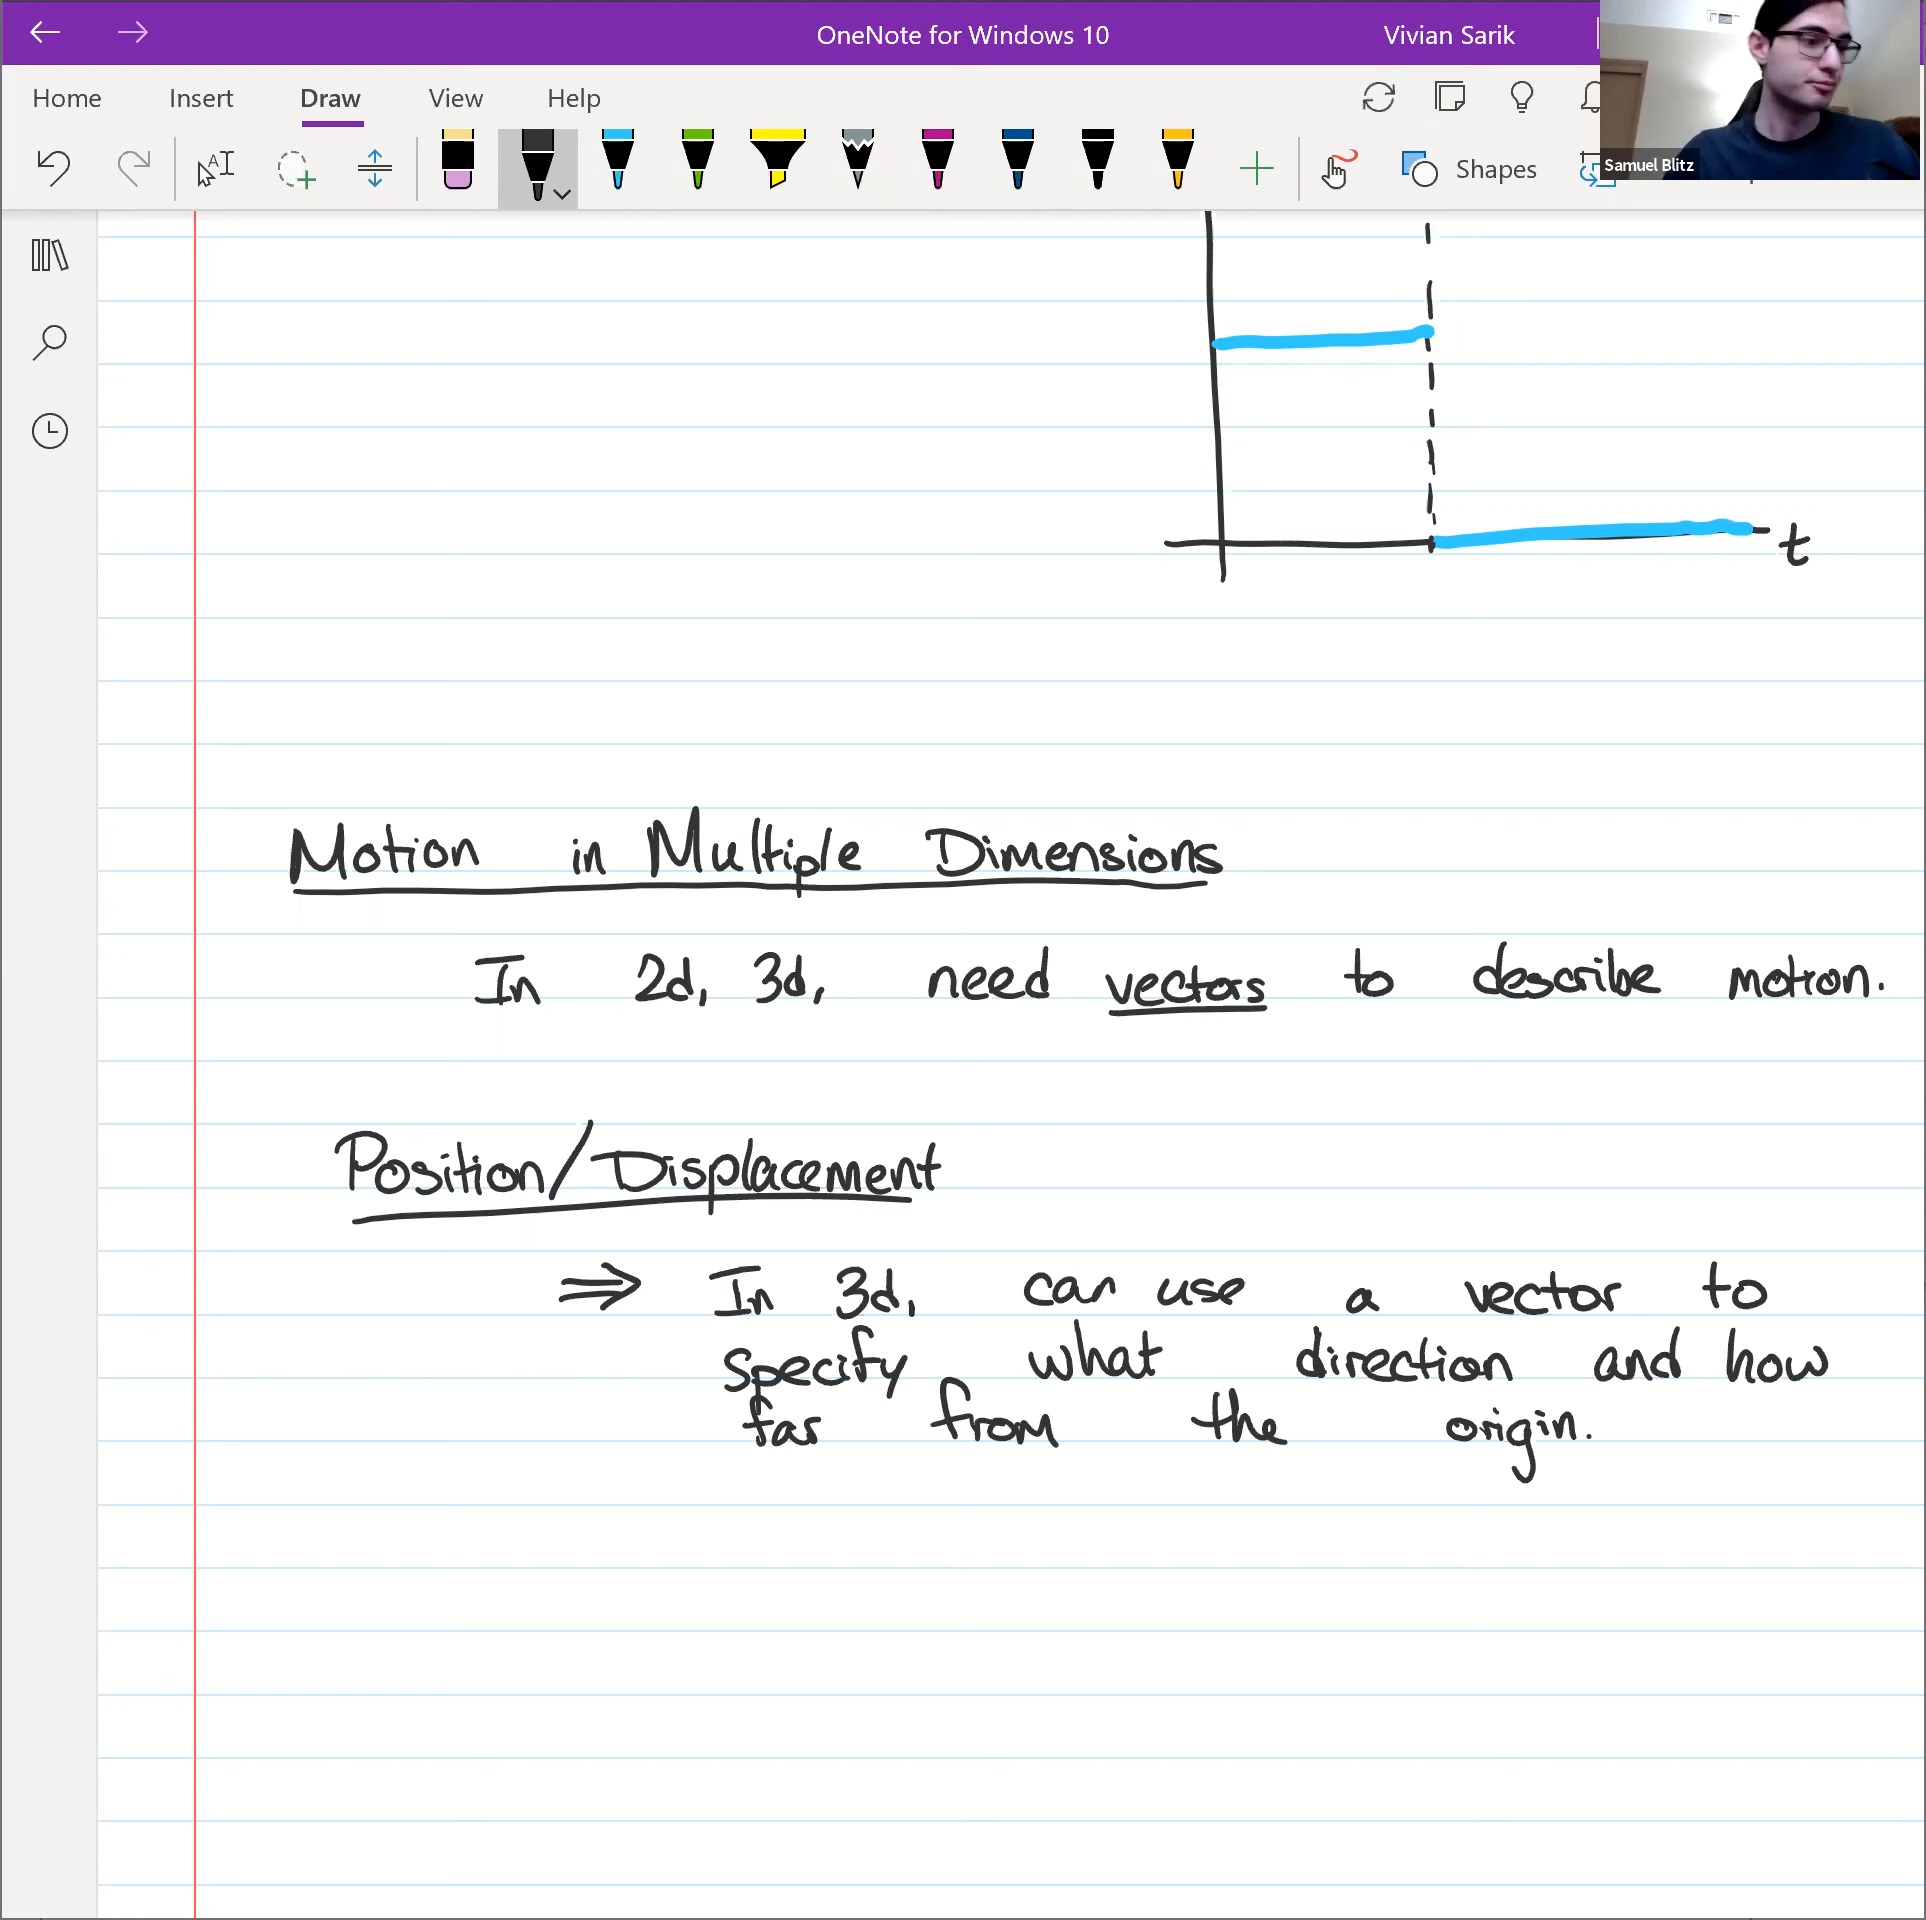 OneNote for Windows 10
Vivian Sarik
Home Insert Draw View Help
Shapes
Samuel Blitz
t
Motion in Multiple Dimensions
In 2d, 3d, need vectors to describe motion.
Position/Displacement
⇒ In 3d, can use a vector to
specify what direction and how
far from the origin.